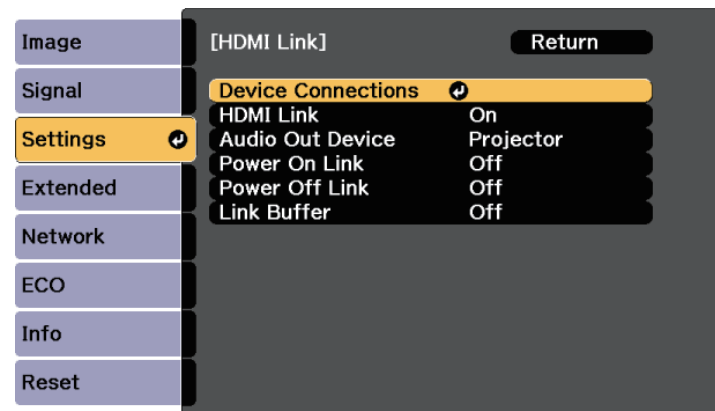 Image
Signal
Settings
Extended
Network
ECO
Info
Reset
[HDMI Link] Return
Device Connections
HDMI Link On
Audio Out Device Projector
Power On Link Off
Power Off Link Off
Link Buffer Off